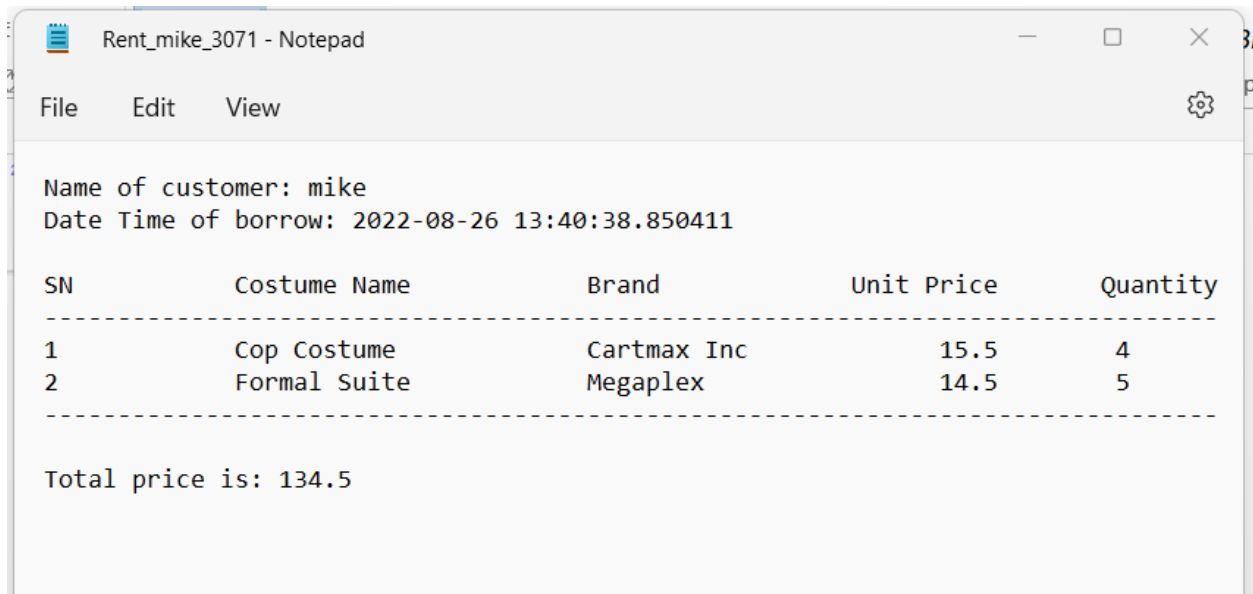 Rent_mike_3071 - Notepad
File Edit View
Name of customer: mike
Date Time of borrow: 2022-08-26 13:40:38.850411
SN Costume Name Brand Unit Price Quantity
--------------------------------------------------------------------------------
1 Cop Costume Cartmax Inc 15.5 4
2 Formal Suite Megaplex 14.5 5
--------------------------------------------------------------------------------
Total price is: 134.5